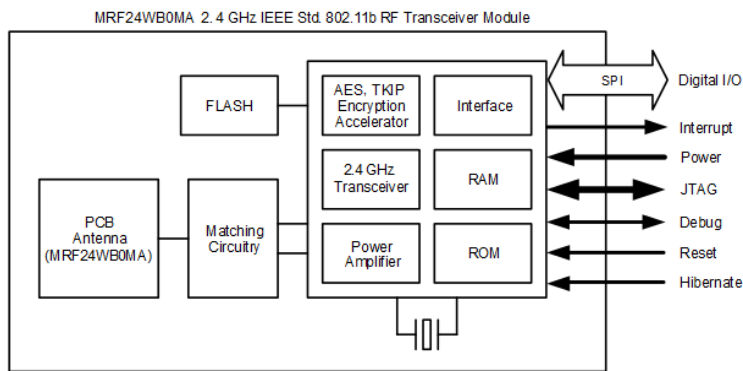 MRF24WB0MA 2.4 GHz IEEE Std. 802.11b RF Transceiver Module
FLASH
AES, TKIP
Encryption
Accelerator
Interface
SPI
Digital I/O
Interrupt
2.4 GHz
Transceiver
RAM
Power
JTAG
PCB
Antenna
(MRF24WB0MA)
Matching
Circuitry
Power
Amplifier
ROM
Debug
Reset
Hibernate